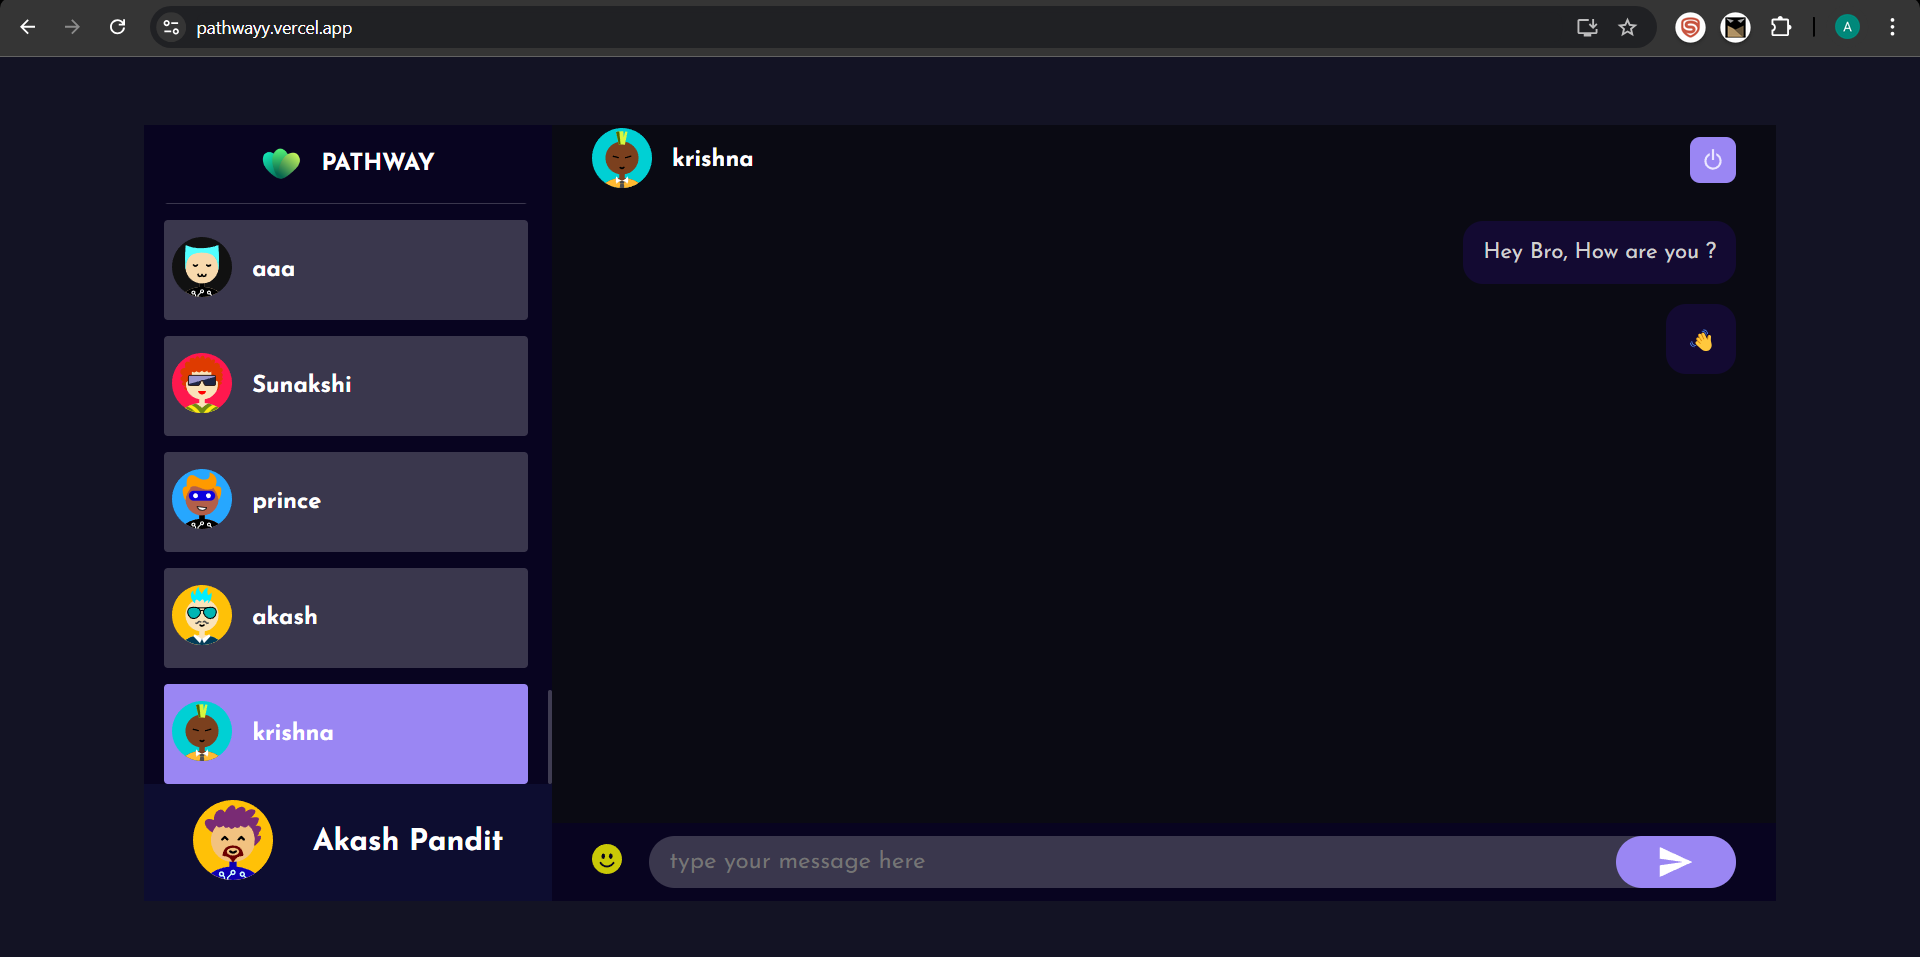 pathwayy.vercel.app
A
PATHWAY
aaa
Sunakshi
prince
akash
krishna
Akash Pandit
krishna
Hey Bro, How are you ?
👋
type your message here